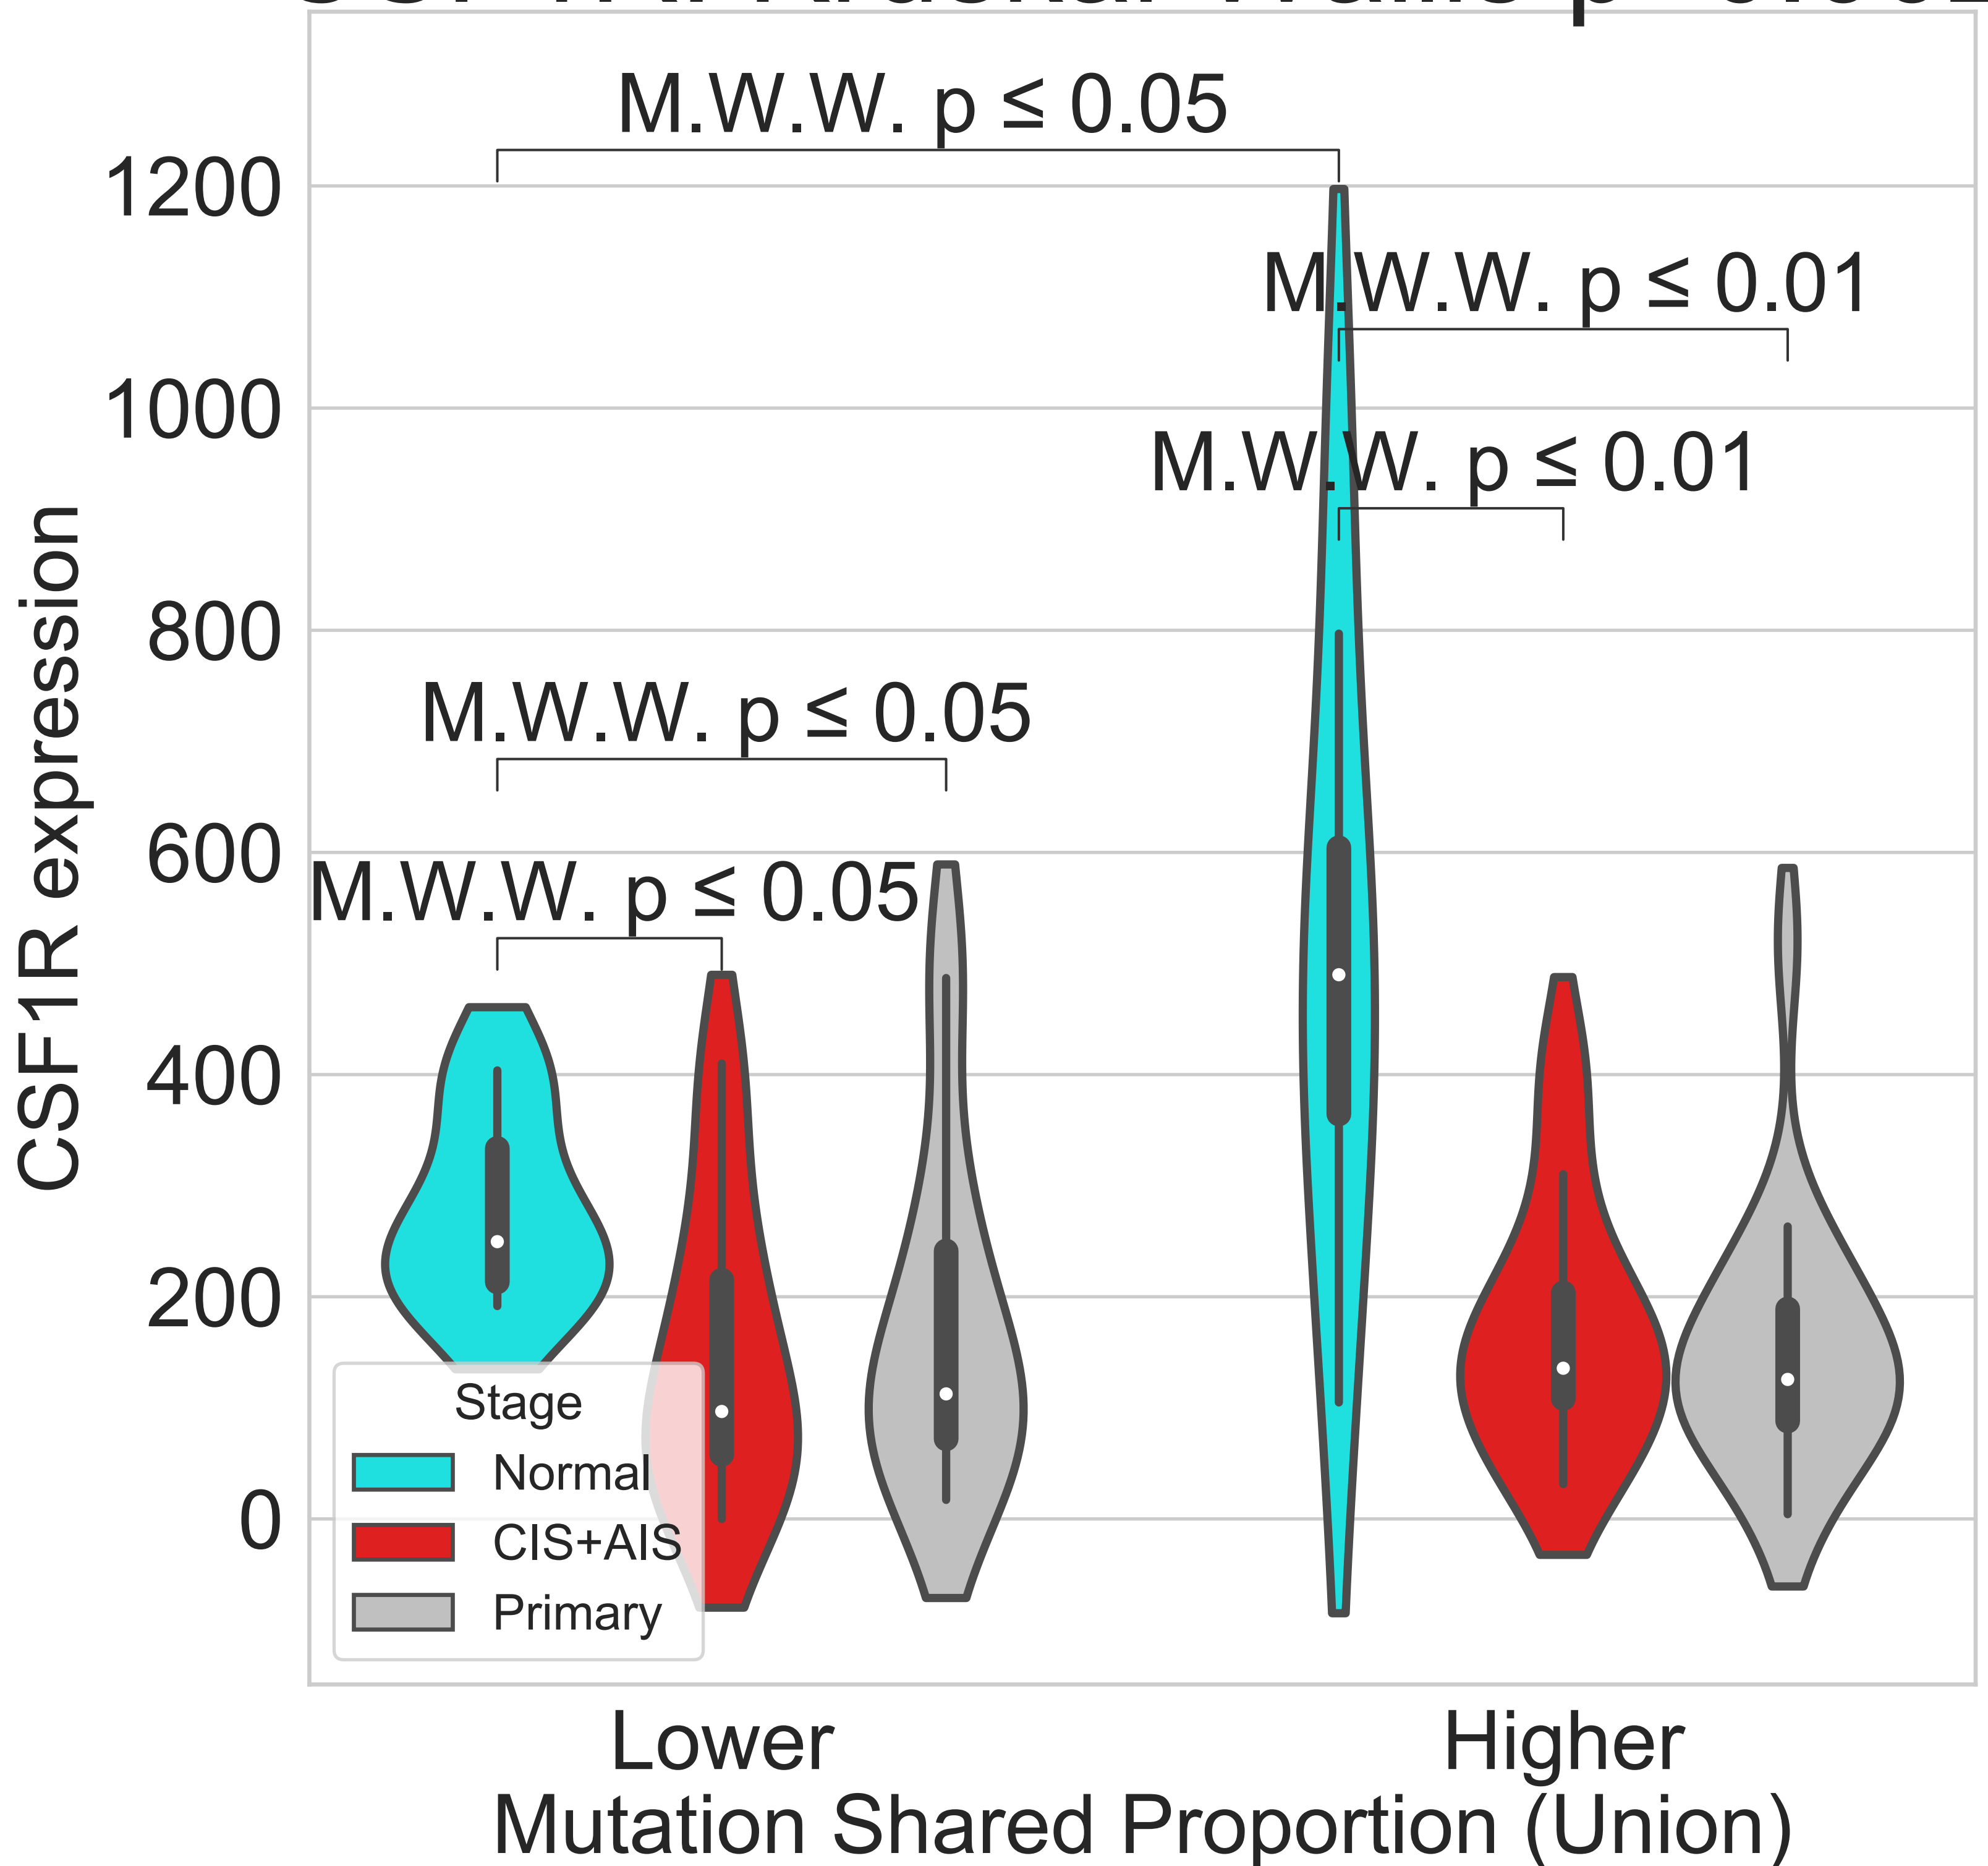 M.W.W. p ≤ 0.05
1200
M.W.W. p ≤ 0.01
1000
M.W.W. p ≤ 0.01
800
M.W.W. p ≤ 0.05
600
M.W.W. p ≤ 0.05
400
200
0
CSF1R expression
Stage
Normal
CIS+AIS
Primary
Lower
Higher
Mutation Shared Proportion (Union)